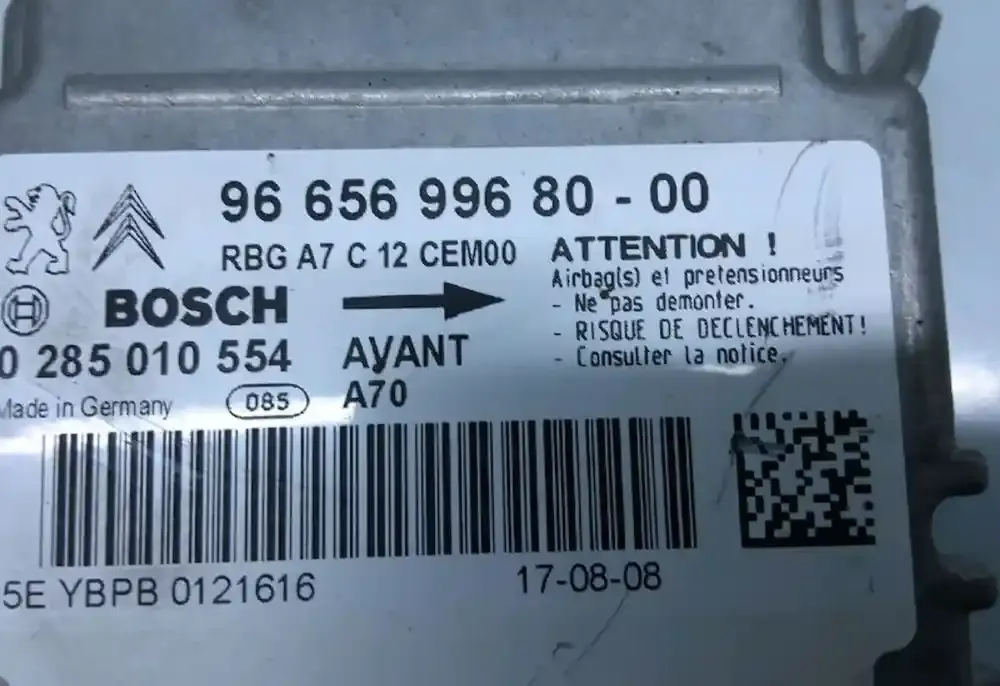 96 656 996 80 - 00
RBG A7 C 12 CEM00
ATTENTION !
Airbag(s) et pretensionneurs
- Ne pas demonter.
- RISQUE DE DECLENCHEMENT!
- Consulter la notice.
BOSCH
0 285 010 554
AVANT
Made in Germany
085
A70
5E YBPB 0121616
17-08-08